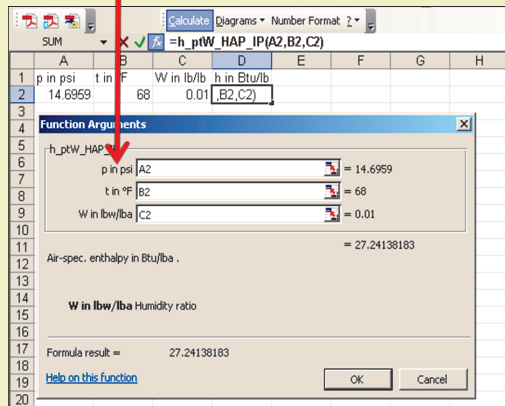 Calculate Diagrams Number Format ?
SUM =h_ptW_HAP_IP(A2,B2,C2)
A B C D E F G H
1 p in psi t in °F W in lb/lb h in Btu/lb
2 14.6959 68 0.01 ,B2,C2)
3
4 Function Arguments
5 h_ptW_HAP_IP
6 p in psi A2 = 14.6959
7
8 t in °F B2 = 68
9 W in lbw/lba C2 = 0.01
10
11 = 27.24138183
12 Air-spec. enthalpy in Btu/lba .
13
14 W in lbw/lba Humidity ratio
15
16
17 Formula result = 27.24138183
18
19 Help on this function OK Cancel
20